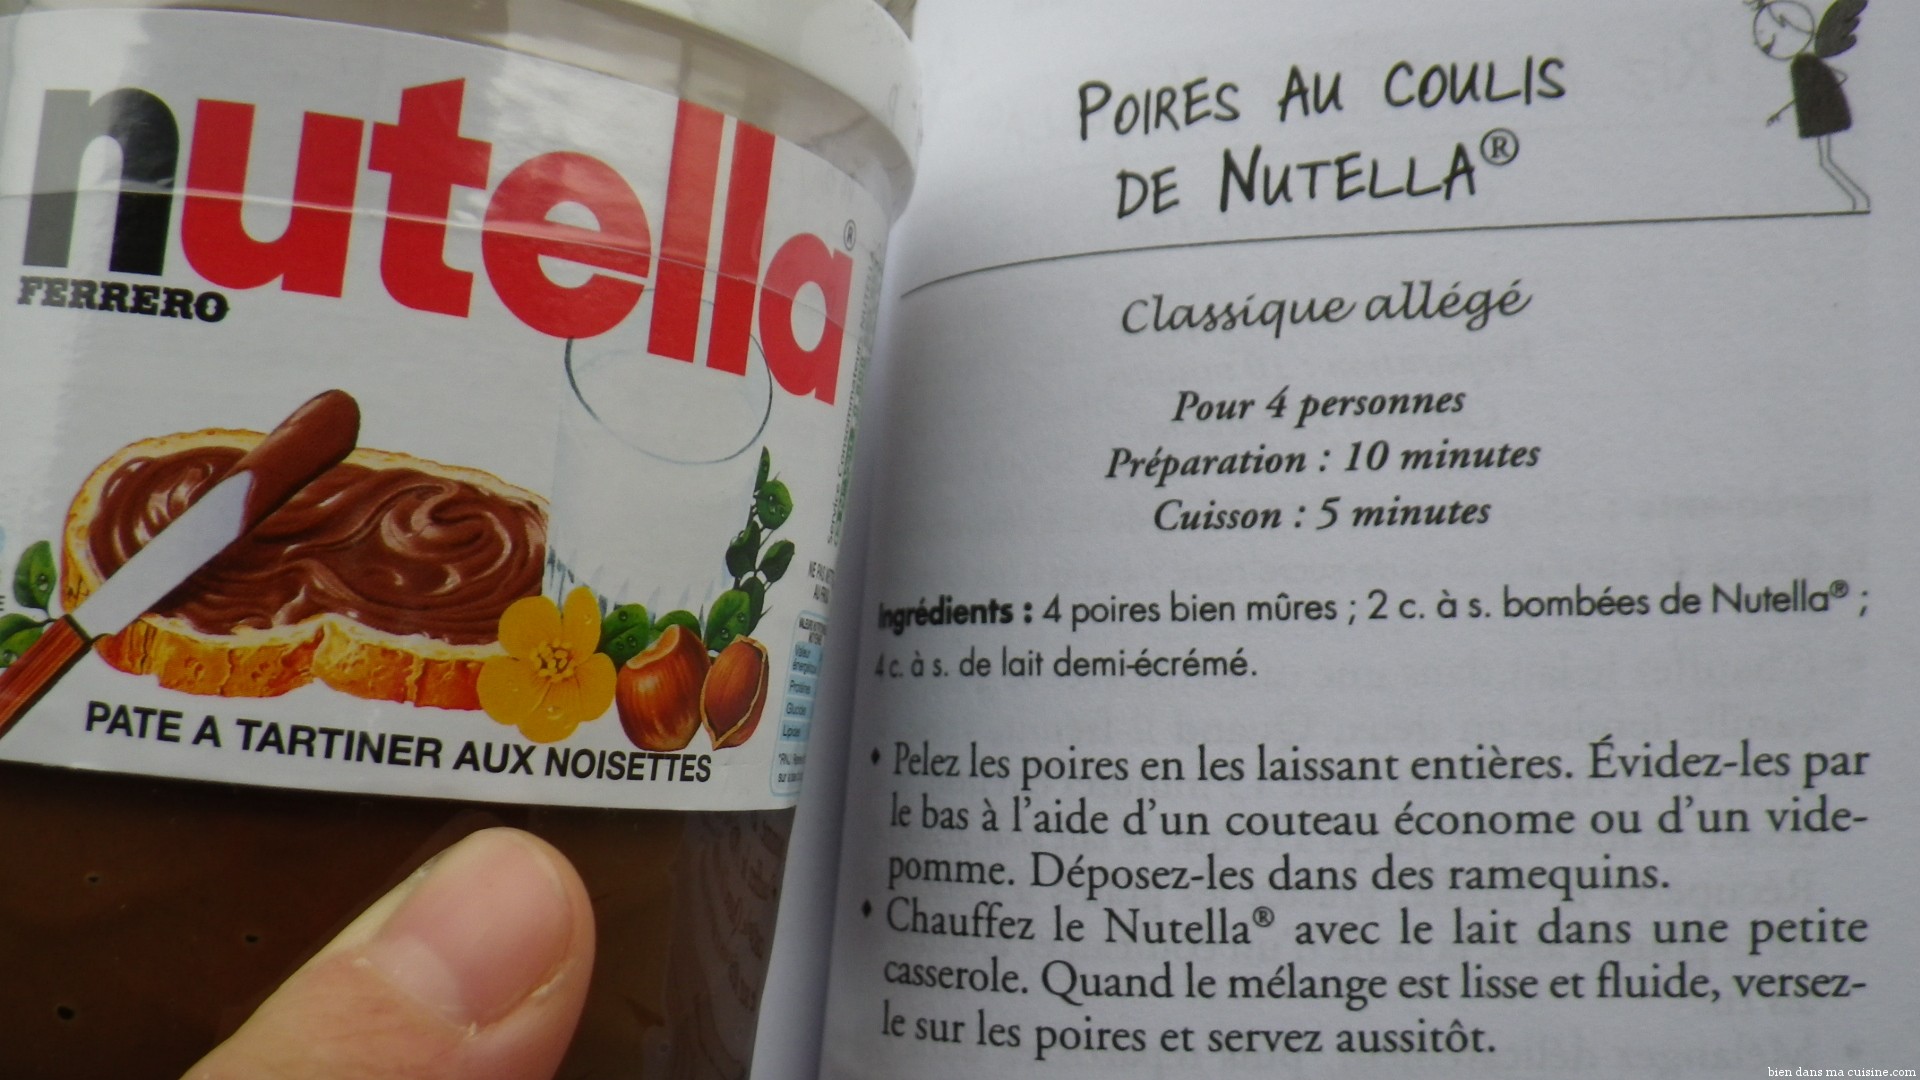 nutella
®
FERRERO
PATE A TARTINER AUX NOISETTES
POIRES AU COULIS
DE NUTELLA®
Classique allégé
Pour 4 personnes
Préparation : 10 minutes
Cuisson : 5 minutes
Ingrédients : 4 poires bien mûres ; 2 c. à s. bombées de Nutella® ;
4 c. à s. de lait demi-écrémé.
• Pelez les poires en les laissant entières. Évidez-les par
le bas à l’aide d’un couteau économe ou d’un vide-
pomme. Déposez-les dans des ramequins.
• Chauffez le Nutella® avec le lait dans une petite
casserole. Quand le mélange est lisse et fluide, versez-
le sur les poires et servez aussitôt.
bien dans ma cuisine.com